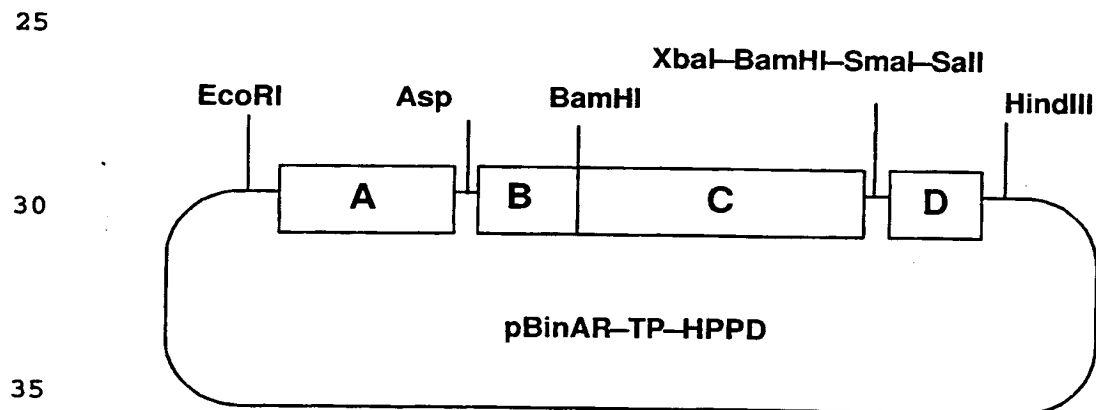 25
XbaI–BamHI–SmaI–SalI
EcoRI Asp BamHI HindIII
30 A B C D
pBinAR–TP–HPPD
35